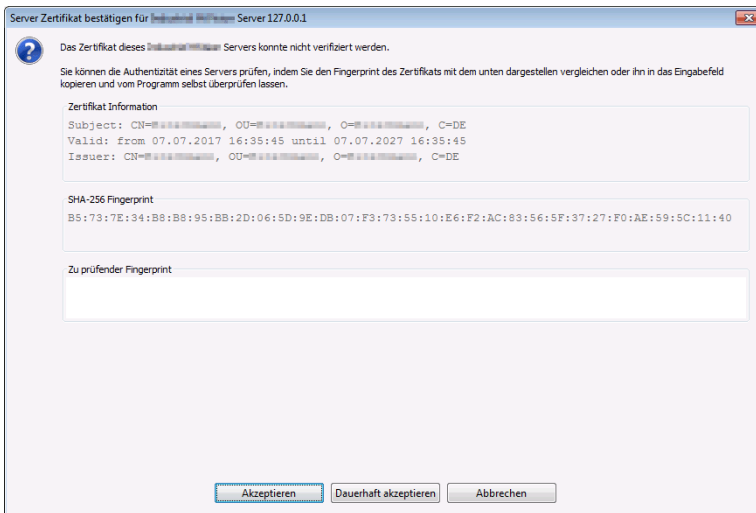 Server Zertifikat bestätigen für Server 127.0.0.1
Das Zertifikat dieses Servers konnte nicht verifiziert werden.
Sie können die Authentizität eines Servers prüfen, indem Sie den Fingerprint des Zertifikats mit dem unten dargestellen vergleichen oder ihn in das Eingabefeld
kopieren und vom Programm selbst überprüfen lassen.
Zertifikat Information
Subject: CN=, OU=, O=, C=DE
Valid: from 07.07.2017 16:35:45 until 07.07.2027 16:35:45
Issuer: CN=, OU=, O=, C=DE
SHA-256 Fingerprint
B5:73:7E:34:B8:B8:95:BB:2D:06:5D:9E:DB:07:F3:73:55:10:E6:F2:AC:83:56:5F:37:27:F0:AE:59:5C:11:40
Zu prüfender Fingerprint
Akzeptieren Dauerhaft akzeptieren Abbrechen